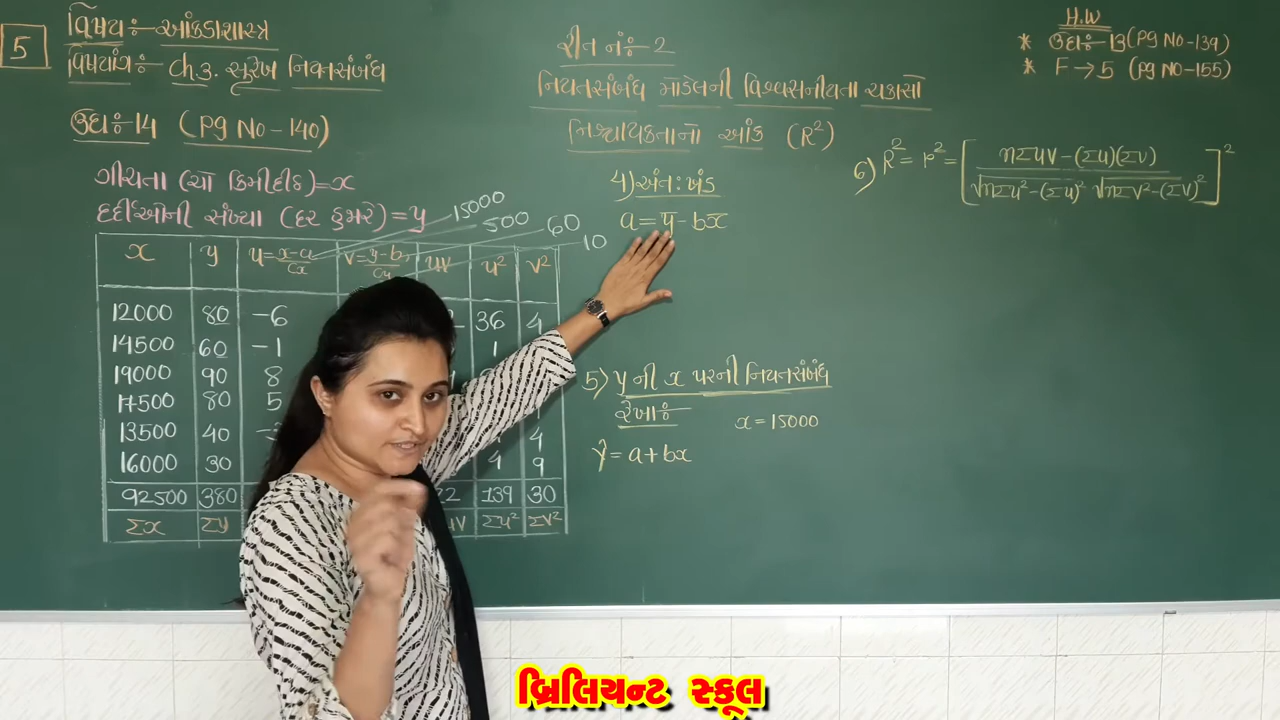 5
વિષય:- આંકડાશાસ્ત્ર
વિષયાંગ:- Ch 3. સુરેખ નિયતસંબંધ
ઉદા:-14 (Pg No-140)
ગીચતા (ચો કિમીદીઠ)=x
દર્દીઓની સંખ્યા (દર હજારે)=y
15000
500
60
10
x y u=x-a/Cx v=y-b/Cy uv u² v²
12000 80 -6 36 4
14500 60 -1 1
19000 90 8
17500 80 5
13500 40 4
16000 30 4 9
92500 380 22 139 30
Σx Σy Σu² Σv²
રીત નં:- 2
નિયતસંબંધ મોડેલની વિશ્વસનીયતા ચકાસો
નિશ્ચાયકતાનો આંક (R²)
4) અંત:ખંડ
a = y̅ - bx̅
5) y ની x પરની નિયતસંબંધ
રેખા:-
x = 15000
ŷ = a + bx
H.W
* ઉદા:-13 (Pg No-139)
* F → 5 (Pg No-155)
6) R² = r² = [nΣuv-(Σu)(Σv) / √nΣu²-(Σu)² √nΣv²-(Σv)²]²
બ્રિલિયન્ટ સ્કૂલ